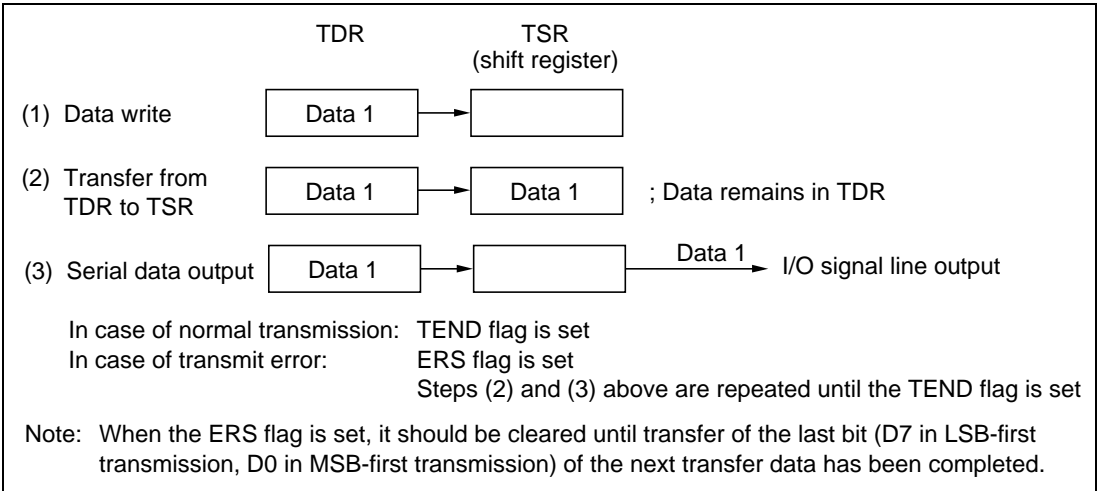 TDR TSR
(shift register)
(1) Data write Data 1
(2) Transfer from
TDR to TSR Data 1 Data 1 ; Data remains in TDR
(3) Serial data output Data 1 Data 1 I/O signal line output
In case of normal transmission: TEND flag is set
In case of transmit error: ERS flag is set
Steps (2) and (3) above are repeated until the TEND flag is set
Note: When the ERS flag is set, it should be cleared until transfer of the last bit (D7 in LSB-first
transmission, D0 in MSB-first transmission) of the next transfer data has been completed.